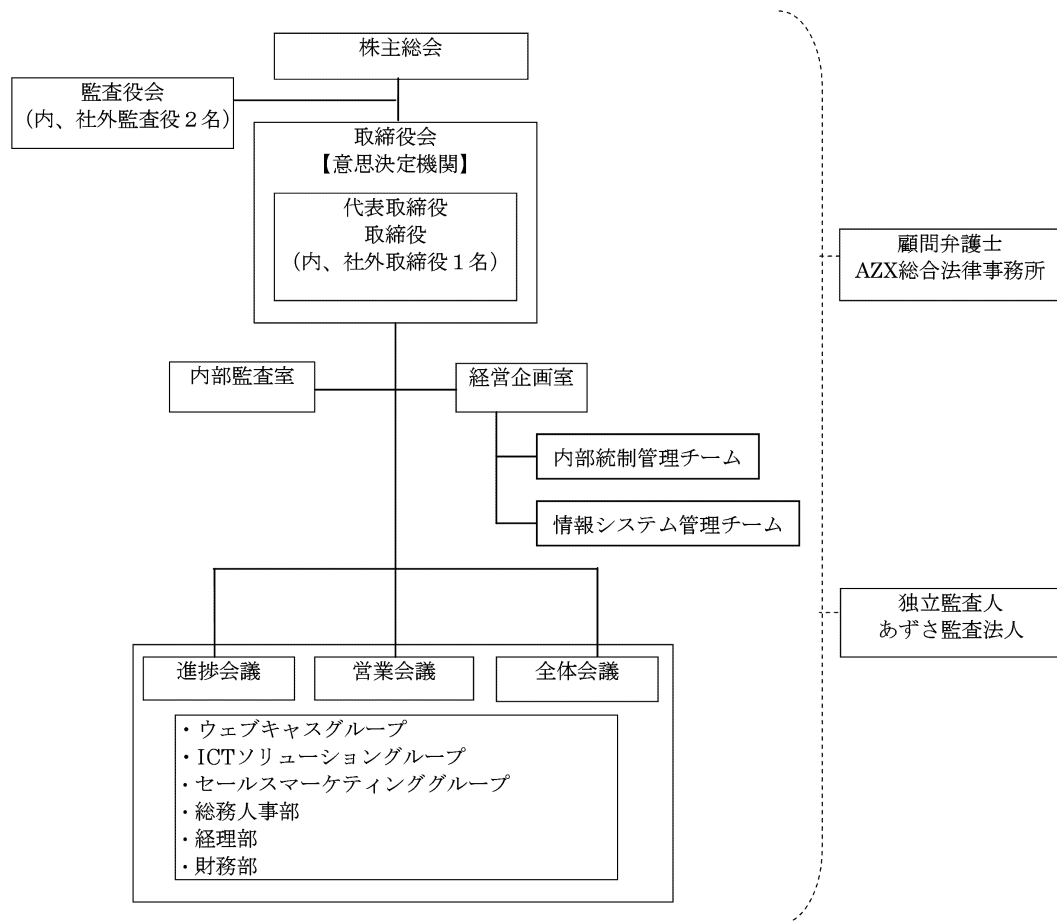 株主総会
監査役会
(内、社外監査役２名)
取締役会
【意思決定機関】
代表取締役
取締役
(内、社外取締役１名)
顧問弁護士
AZX総合法律事務所
内部監査室
経営企画室
内部統制管理チーム
情報システム管理チーム
独立監査人
あずさ監査法人
進捗会議
営業会議
全体会議
・ウェブキャスグループ
・ICTソリューショングループ
・セールスマーケティンググループ
・総務人事部
・経理部
・財務部